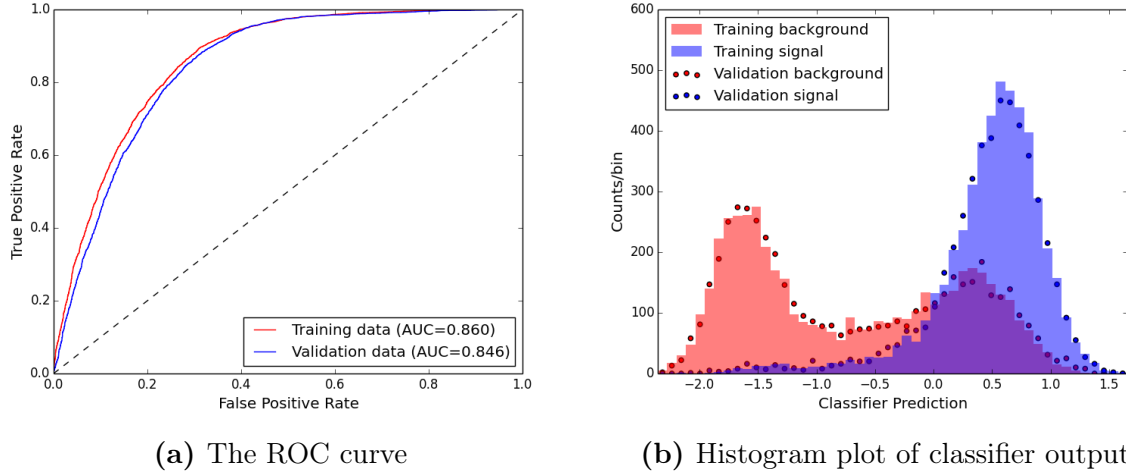 1.0
0.8
0.6
0.4
0.2
0.0
True Positive Rate
0.0 0.2 0.4 0.6 0.8 1.0
False Positive Rate
Training data (AUC=0.860)
Validation data (AUC=0.846)
(a) The ROC curve
600
500
400
300
200
100
0
Counts/bin
Training background
Training signal
Validation background
Validation signal
−2.0 −1.5 −1.0 −0.5 0.0 0.5 1.0 1.5
Classifier Prediction
(b) Histogram plot of classifier output